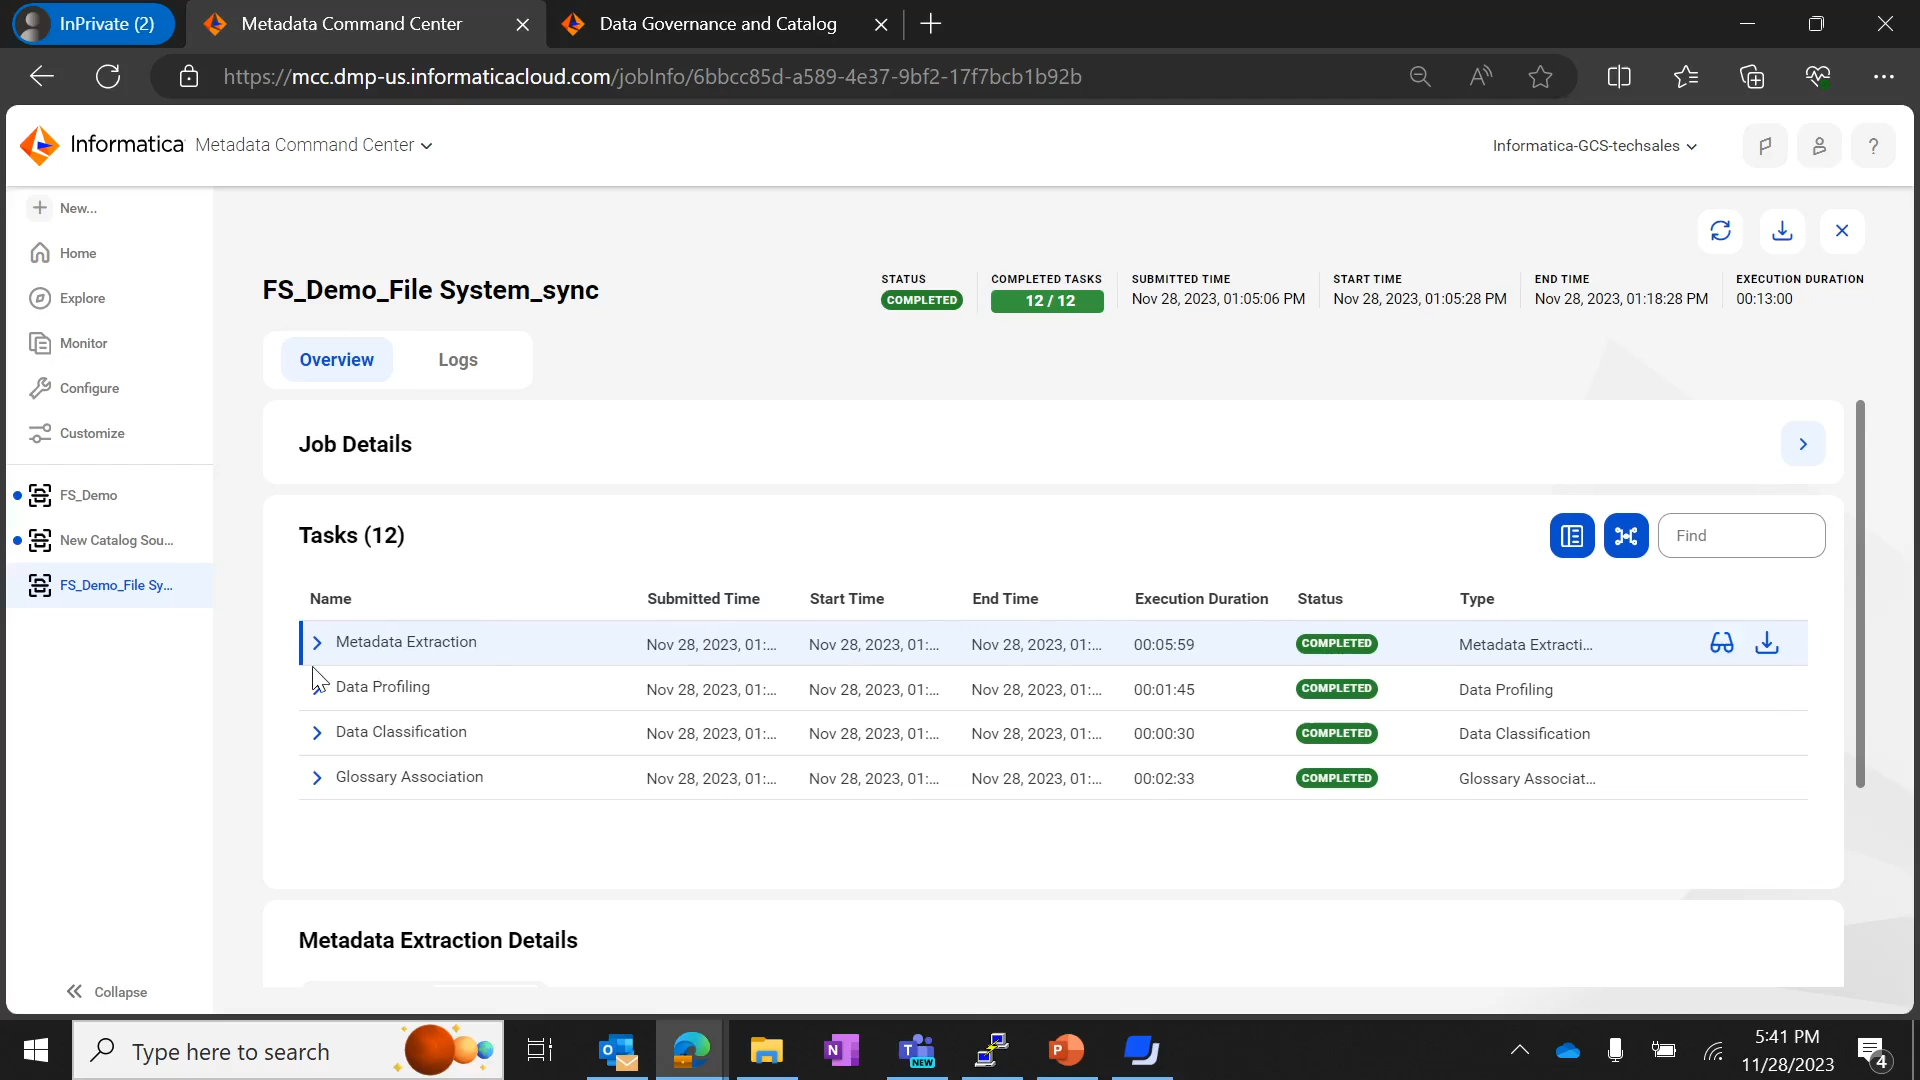 InPrivate (2)
Metadata Command Center
Data Governance and Catalog
https://mcc.dmp-us.informaticacloud.com/jobInfo/6bbcc85d-a589-4e37-9bf2-17f7bcb1b92b
Informatica Metadata Command Center
Informatica-GCS-techsales
?
New...
Home
Explore
Monitor
Configure
Customize
FS_Demo
New Catalog Sou...
FS_Demo_File Sy...
Collapse
FS_Demo_File System_sync
STATUS COMPLETED TASKS SUBMITTED TIME START TIME END TIME EXECUTION DURATION
COMPLETED 12 / 12 Nov 28, 2023, 01:05:06 PM Nov 28, 2023, 01:05:28 PM Nov 28, 2023, 01:18:28 PM 00:13:00
Overview Logs
Job Details
Tasks (12)
Find
Name Submitted Time Start Time End Time Execution Duration Status Type
Metadata Extraction Nov 28, 2023, 01:... Nov 28, 2023, 01:... Nov 28, 2023, 01:... 00:05:59 COMPLETED Metadata Extracti...
Data Profiling Nov 28, 2023, 01:... Nov 28, 2023, 01:... Nov 28, 2023, 01:... 00:01:45 COMPLETED Data Profiling
Data Classification Nov 28, 2023, 01:... Nov 28, 2023, 01:... Nov 28, 2023, 01:... 00:00:30 COMPLETED Data Classification
Glossary Association Nov 28, 2023, 01:... Nov 28, 2023, 01:... Nov 28, 2023, 01:... 00:02:33 COMPLETED Glossary Associat...
Metadata Extraction Details
Type here to search
NEW
5:41 PM
11/28/2023
4